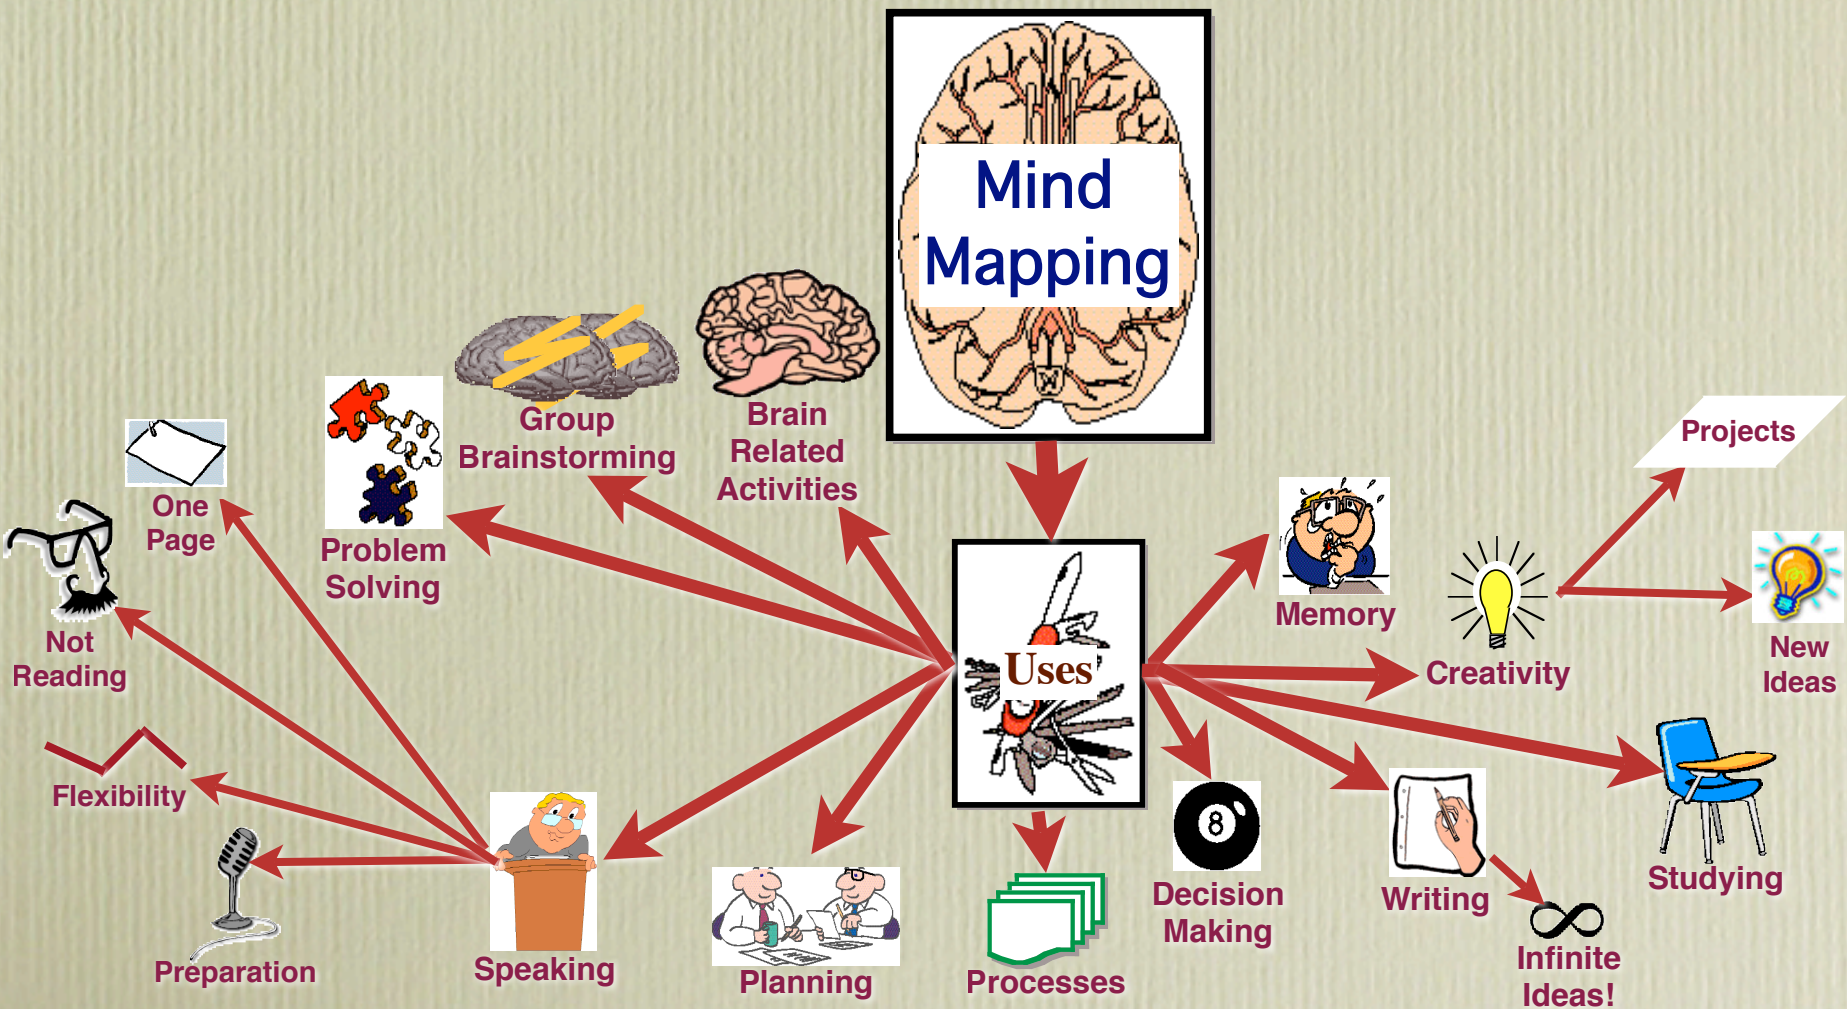 Mind
Mapping
Uses
Brain
Related
Activities
Group
Brainstorming
Problem
Solving
One
Page
Not
Reading
Flexibility
Preparation
Speaking
Planning
Processes
Decision
Making
Writing
Infinite
Ideas!
Studying
Creativity
Projects
New
Ideas
Memory
8